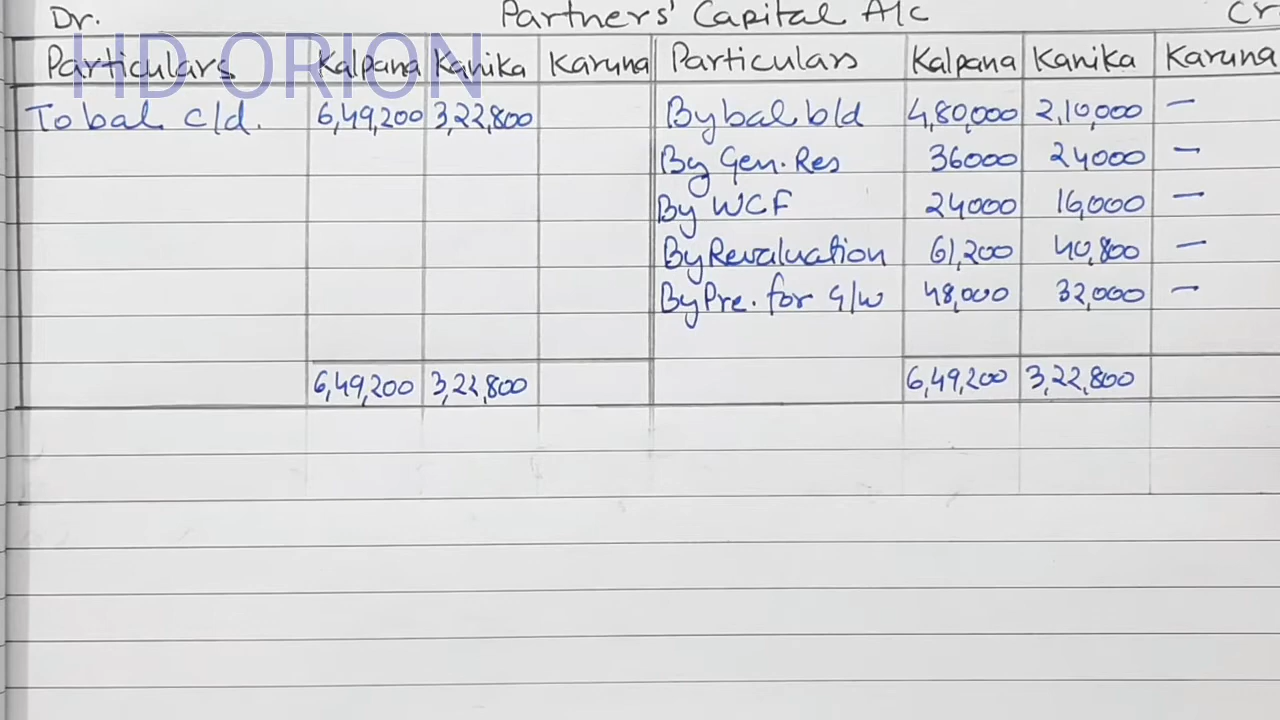 Dr. Partners' Capital A/c Cr
HD ORION
Particulars Kalpana Kanika Karuna Particulars Kalpana Kanika Karuna
To bal c/d. 6,49,200 3,22,800 By bal b/d 4,80,000 2,10,000 —
By Gen. Res 36000 24000 —
By WCF 24000 16,000 —
By Revaluation 61,200 40,800 —
By Pre. for G/w 48,000 32,000 —
6,49,200 3,22,800 6,49,200 3,22,800